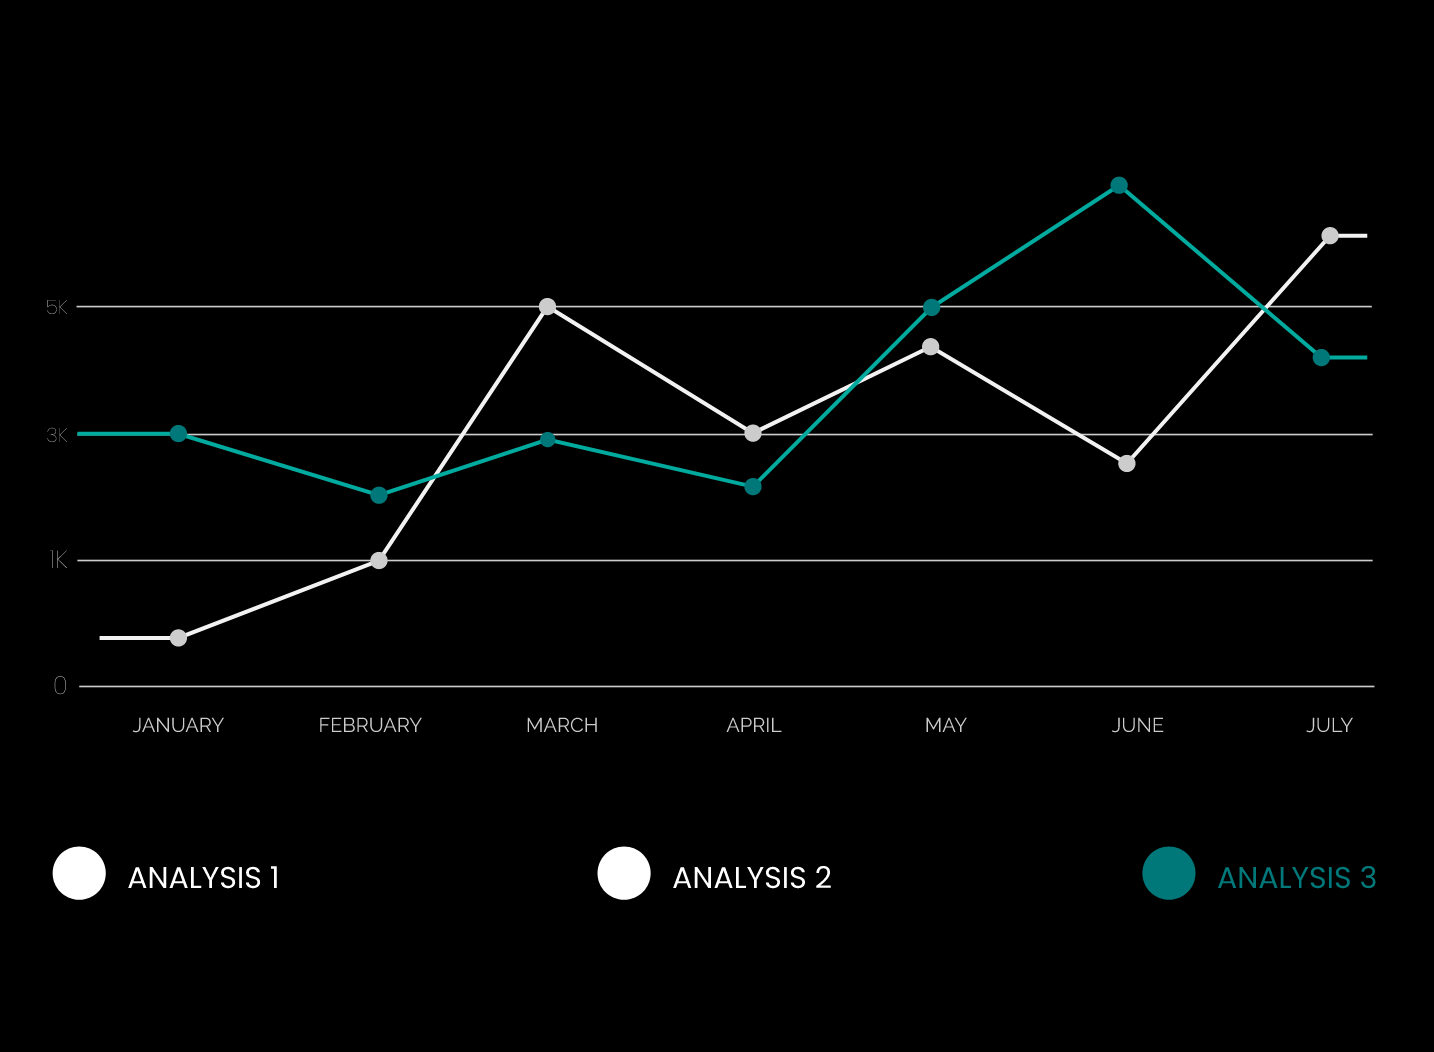 5K
3K
1K
0
JANUARY FEBRUARY MARCH APRIL MAY JUNE JULY
ANALYSIS 1 ANALYSIS 2 ANALYSIS 3